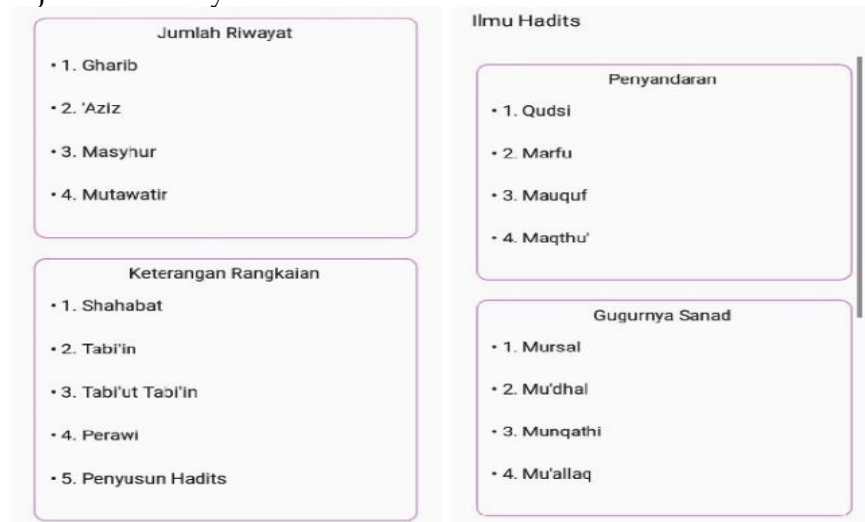 Jumlah Riwayat
• 1. Gharib
• 2. 'Aziz
• 3. Masyhur
• 4. Mutawatir
Keterangan Rangkaian
• 1. Shahabat
• 2. Tabi'in
• 3. Tabi'ut Tabi'in
• 4. Perawi
• 5. Penyusun Hadits
Ilmu Hadits
Penyandaran
• 1. Qudsi
• 2. Marfu
• 3. Mauquf
• 4. Maqthu'
Gugurnya Sanad
• 1. Mursal
• 2. Mu'dhal
• 3. Munqathi
• 4. Mu'allaq